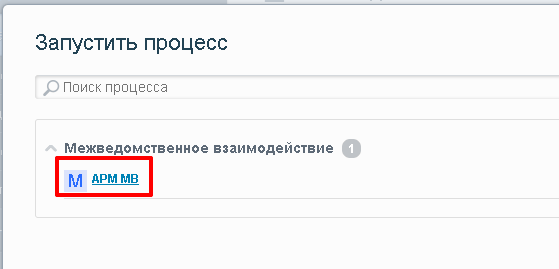 Запустить процесс
Поиск процесса
Межведомственное взаимодействие 1
М АРМ МВ